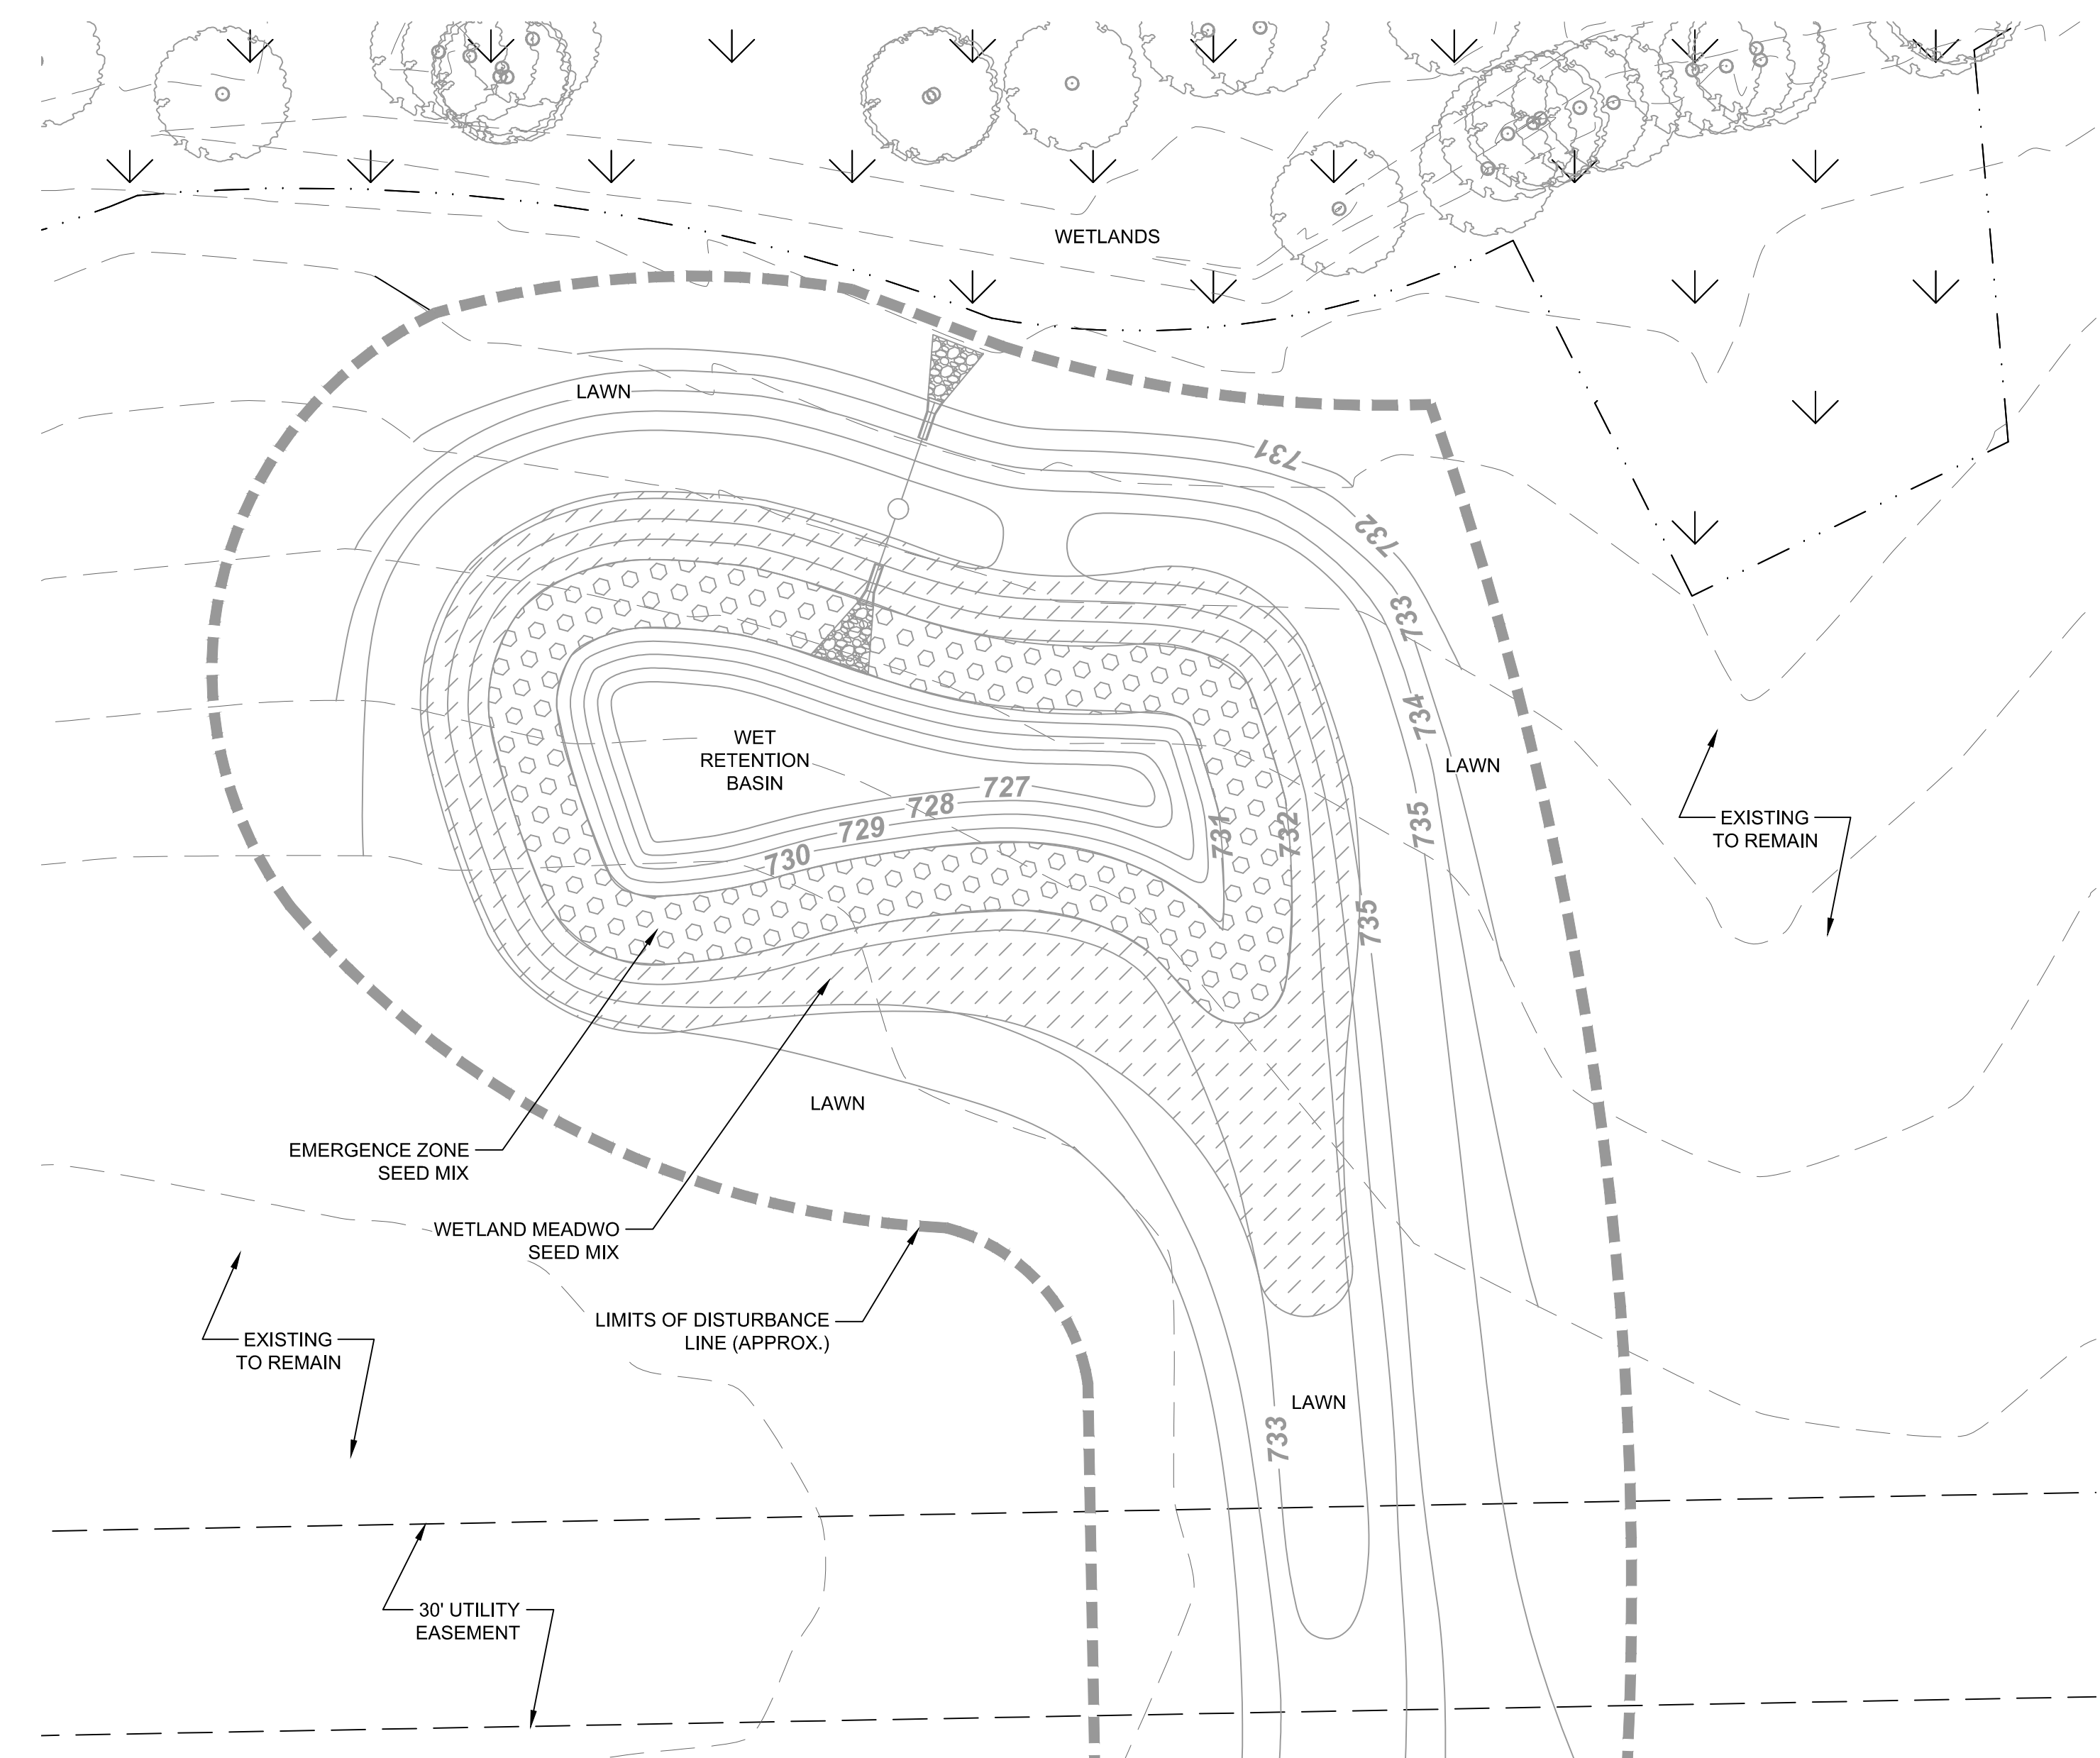 WETLANDS
LAWN
731
732
733
734
735
WET
RETENTION
BASIN
727
728
729
730
731
732
735
LAWN
EXISTING
TO REMAIN
LAWN
EMERGENCE ZONE
SEED MIX
WETLAND MEADWO
SEED MIX
LIMITS OF DISTURBANCE
LINE (APPROX.)
EXISTING
TO REMAIN
LAWN
733
30' UTILITY
EASEMENT